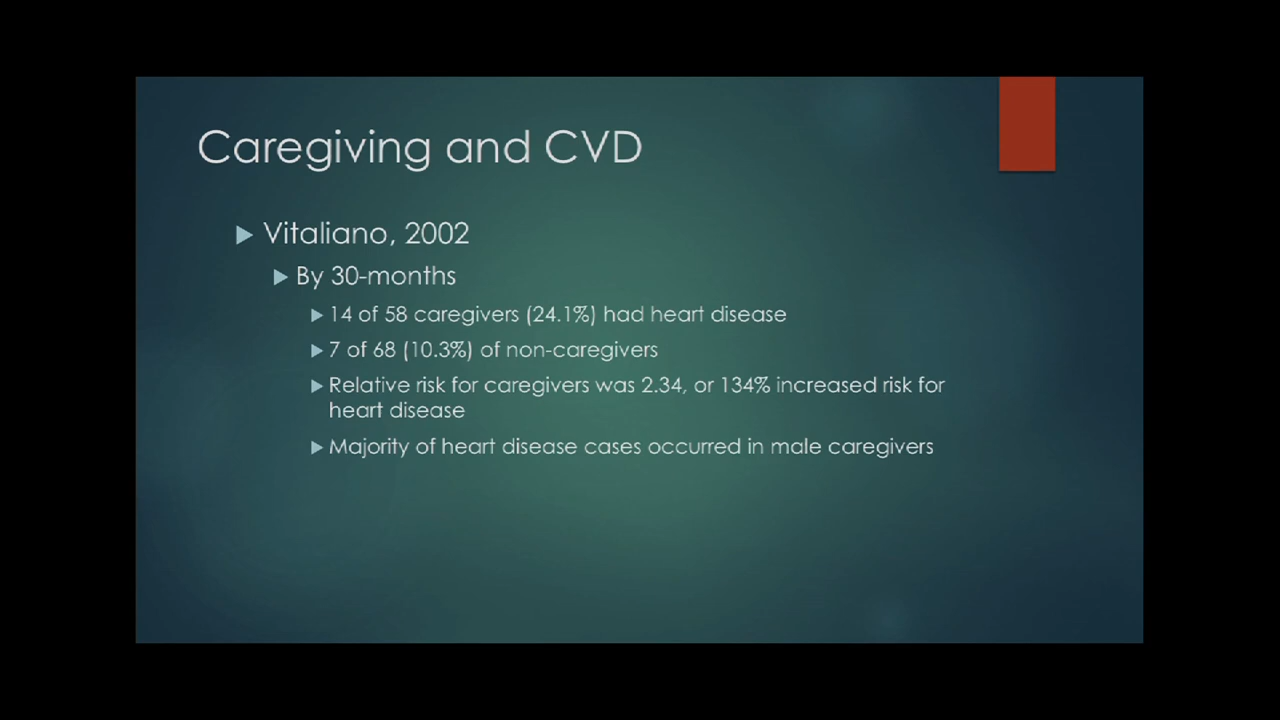 Caregiving and CVD
Vitaliano, 2002
By 30-months
14 of 58 caregivers (24.1%) had heart disease
7 of 68 (10.3%) of non-caregivers
Relative risk for caregivers was 2.34, or 134% increased risk for
heart disease
Majority of heart disease cases occurred in male caregivers